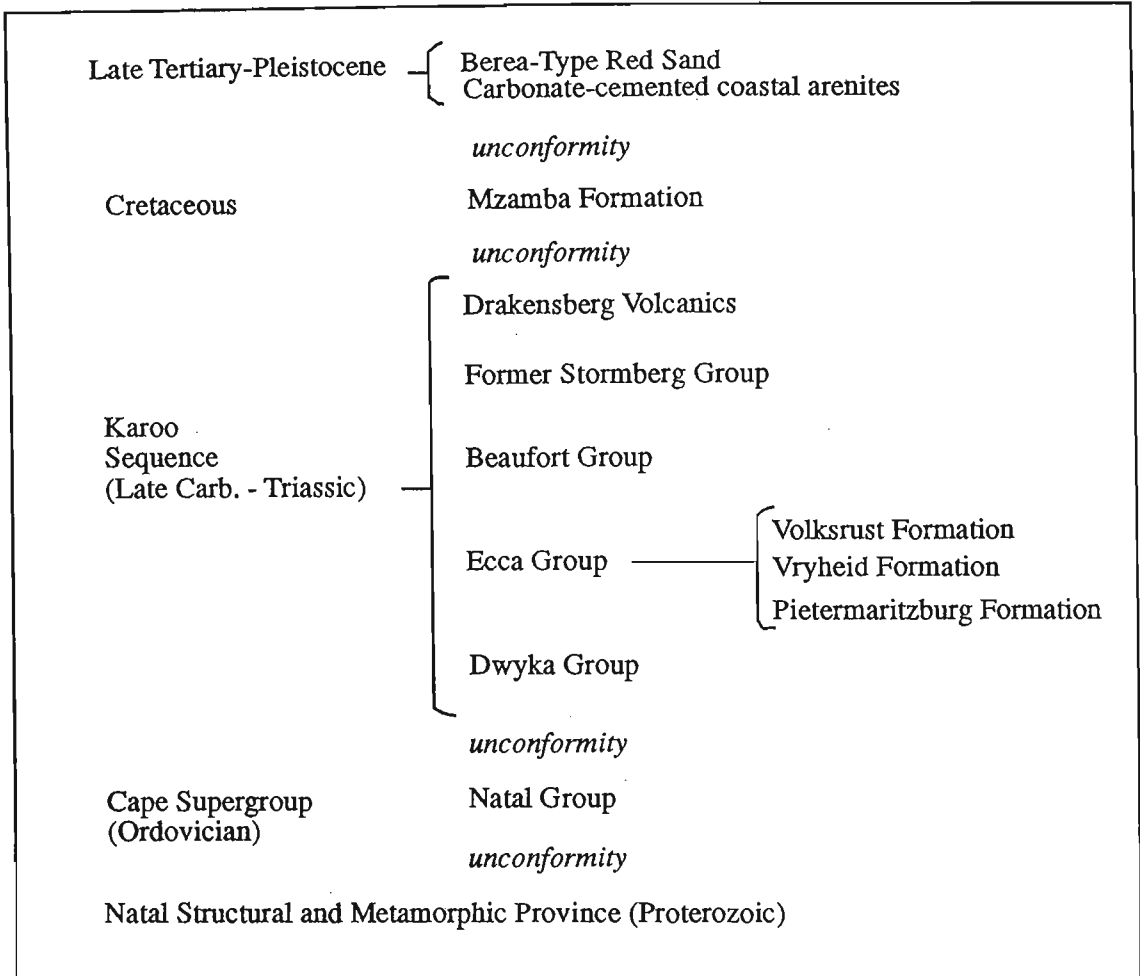 Late Tertiary-Pleistocene
Berea-Type Red Sand
Carbonate-cemented coastal arenites
unconformity
Cretaceous
Mzamba Formation
unconformity
Karoo
Sequence
(Late Carb. - Triassic)
Drakensberg Volcanics
Former Stormberg Group
Beaufort Group
Ecca Group
Volksrust Formation
Vryheid Formation
Pietermaritzburg Formation
Dwyka Group
unconformity
Cape Supergroup
(Ordovician)
Natal Group
unconformity
Natal Structural and Metamorphic Province (Proterozoic)